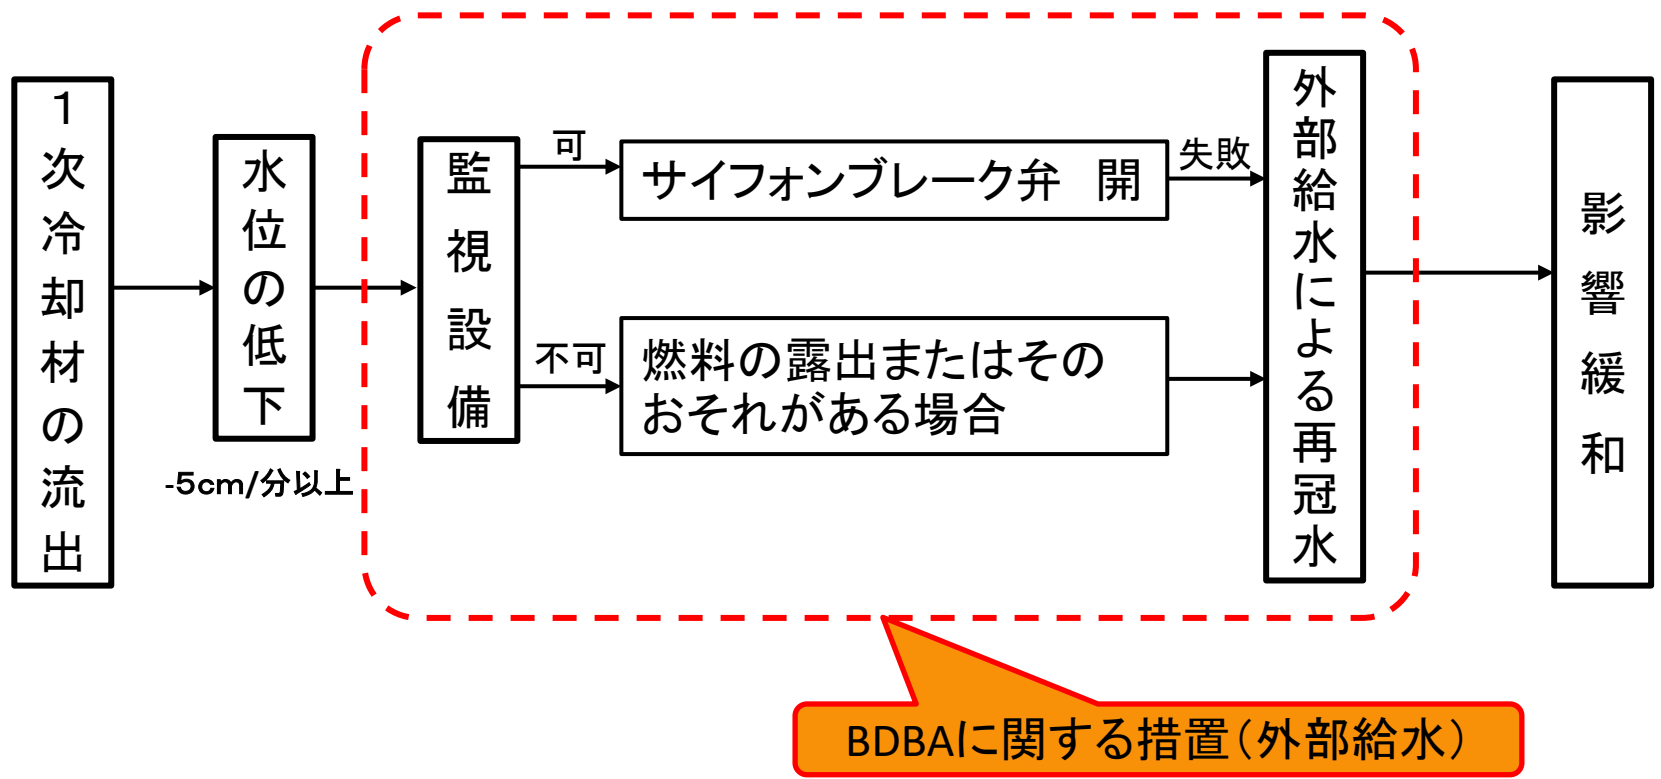 １次冷却材の流出
水位の低下
-5cm/分以上
監視設備
可
サイフォンブレーク弁　開
失敗
不可
燃料の露出またはその
おそれがある場合
外部給水による再冠水
影響緩和
BDBAに関する措置（外部給水）